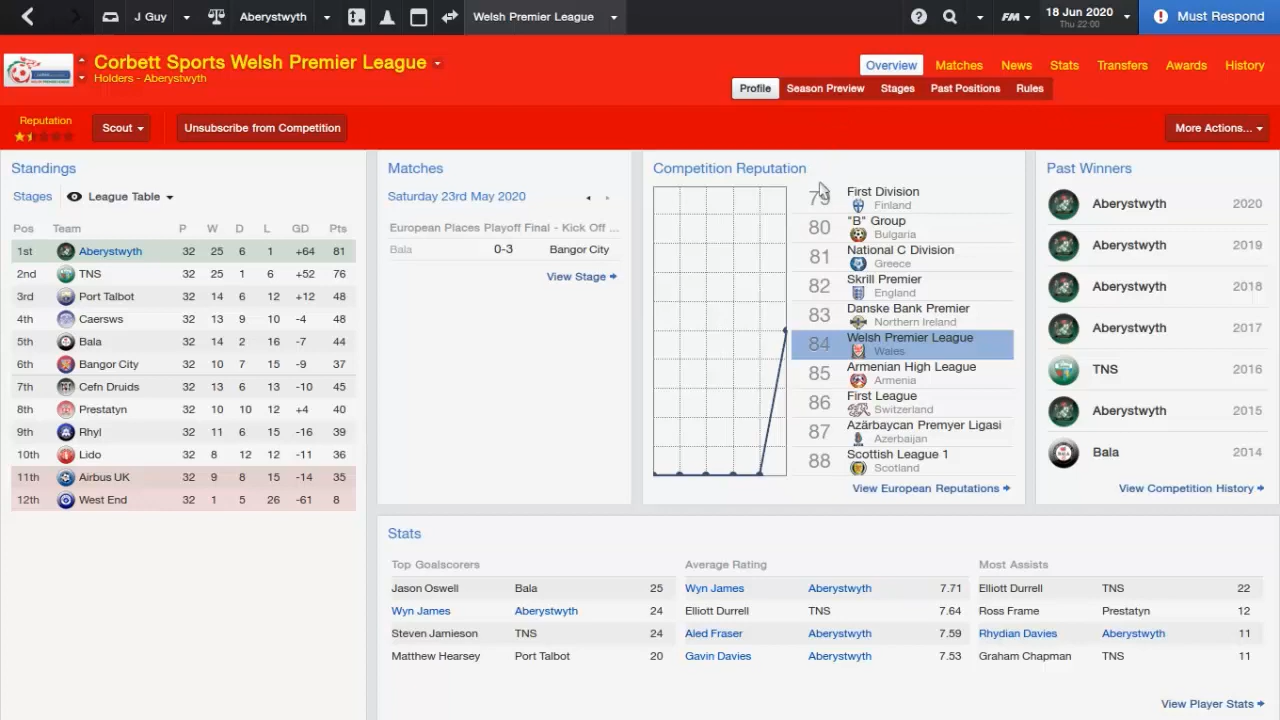 J Guy
Aberystwyth
Welsh Premier League
FM
18 Jun 2020
Thu 22:00
Must Respond
Corbett Sports Welsh Premier League
Holders - Aberystwyth
Overview
Matches
News
Stats
Transfers
Awards
History
Profile
Season Preview
Stages
Past Positions
Rules
Reputation
Scout
Unsubscribe from Competition
More Actions...
Standings
Stages
League Table
Pos Team P W D L GD Pts
1st Aberystwyth 32 25 6 1 +64 81
2nd TNS 32 25 1 6 +52 76
3rd Port Talbot 32 14 6 12 +12 48
4th Caersws 32 13 9 10 -4 48
5th Bala 32 14 2 16 -7 44
6th Bangor City 32 10 7 15 -9 37
7th Cefn Druids 32 13 6 13 -10 45
8th Prestatyn 32 10 10 12 +4 40
9th Rhyl 32 11 6 15 -16 39
10th Lido 32 8 12 12 -11 36
11th Airbus UK 32 9 8 15 -14 35
12th West End 32 1 5 26 -61 8
Matches
Saturday 23rd May 2020
European Places Playoff Final - Kick Off ...
Bala 0-3 Bangor City
View Stage
Competition Reputation
79 First Division
Finland
80 "B" Group
Bulgaria
81 National C Division
Greece
82 Skrill Premier
England
83 Danske Bank Premier
Northern Ireland
84 Welsh Premier League
Wales
85 Armenian High League
Armenia
86 First League
Switzerland
87 Azärbaycan Premyer Ligasi
Azerbaijan
88 Scottish League 1
Scotland
View European Reputations
Past Winners
Aberystwyth 2020
Aberystwyth 2019
Aberystwyth 2018
Aberystwyth 2017
TNS 2016
Aberystwyth 2015
Bala 2014
View Competition History
Stats
Top Goalscorers
Jason Oswell Bala 25
Wyn James Aberystwyth 24
Steven Jamieson TNS 24
Matthew Hearsey Port Talbot 20
Average Rating
Wyn James Aberystwyth 7.71
Elliott Durrell TNS 7.64
Aled Fraser Aberystwyth 7.59
Gavin Davies Aberystwyth 7.53
Most Assists
Elliott Durrell TNS 22
Ross Frame Prestatyn 12
Rhydian Davies Aberystwyth 11
Graham Chapman TNS 11
View Player Stats